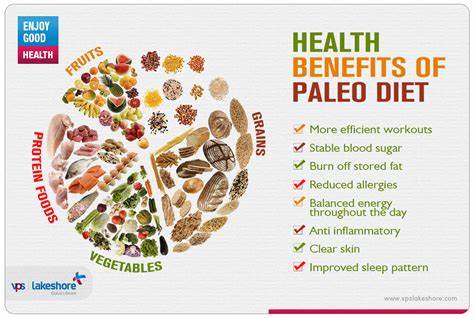 ENJOY
GOOD
HEALTH
FRUITS
GRAINS
PROTEIN FOODS
VEGETABLES
HEALTH
BENEFITS OF
PALEO DIET
More efficient workouts
Stable blood sugar
Burn off stored fat
Reduced allergies
Balanced energy
throughout the day
Anti inflammatory
Clear skin
Improved sleep pattern
vps lakeshore
www.vpslakeshore.com